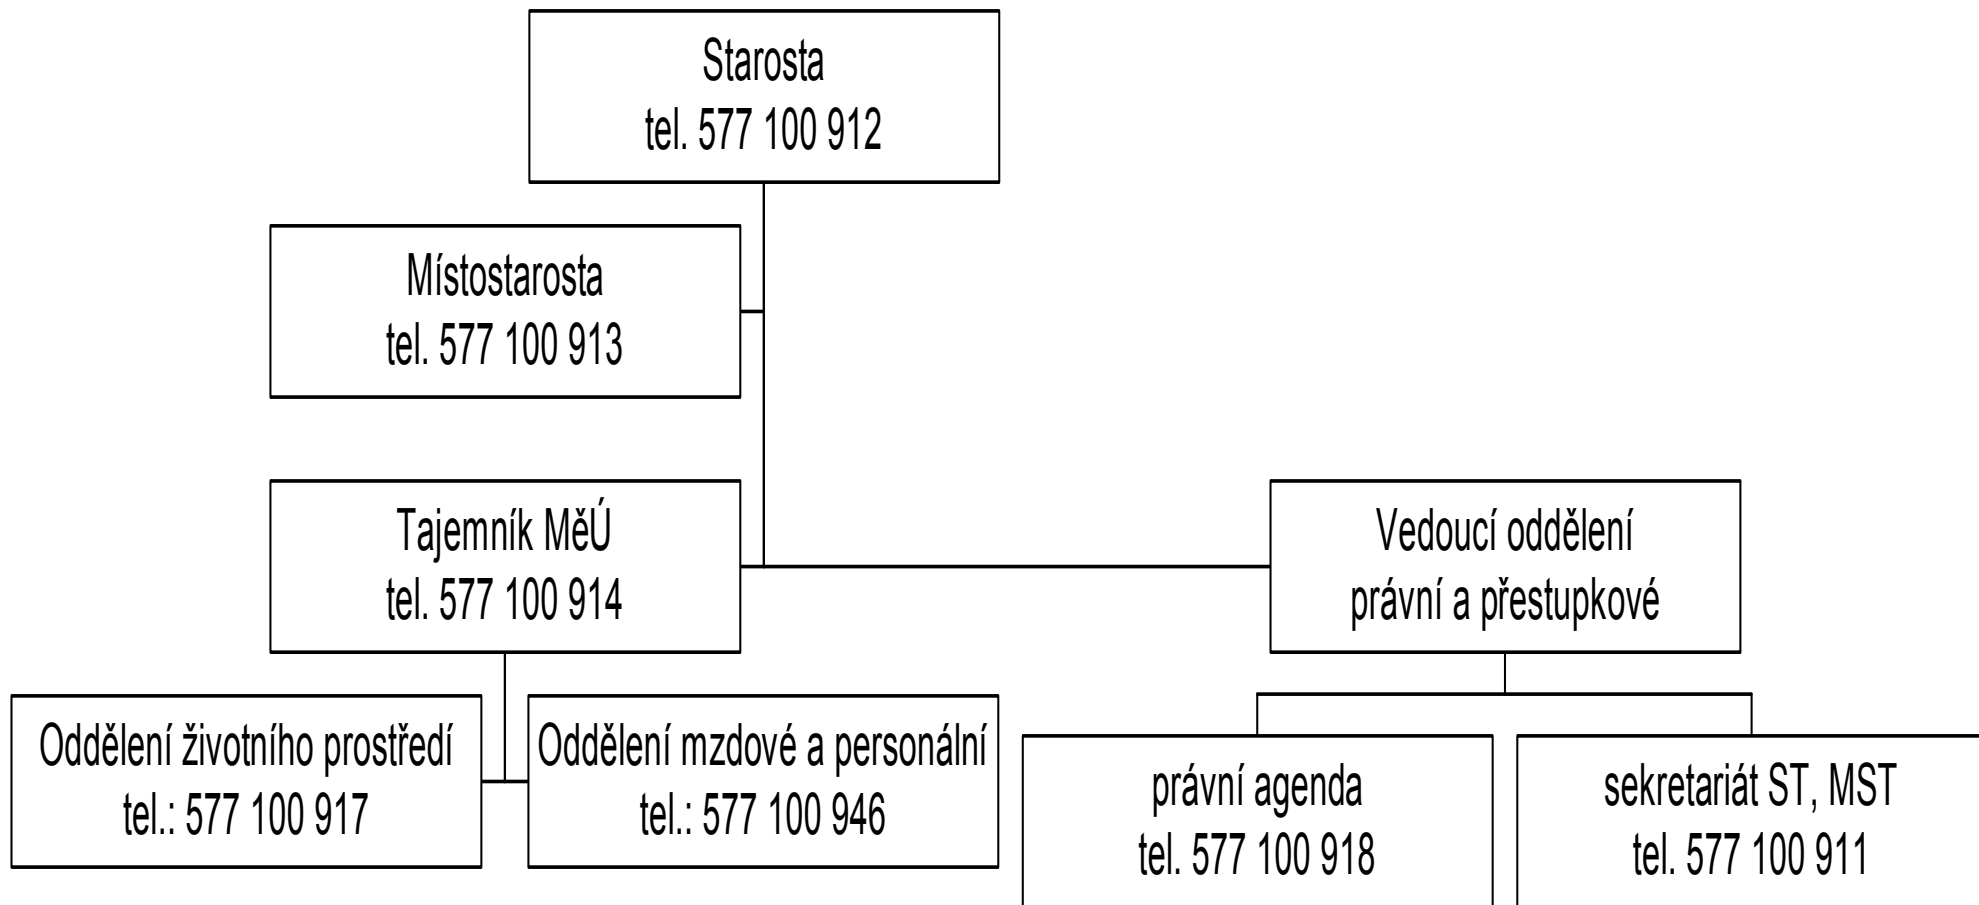 Starosta
tel. 577 100 912
Místostarosta
tel. 577 100 913
Tajemník MěÚ
tel. 577 100 914
Vedoucí oddělení
právní a přestupkové
Oddělení životního prostředí
tel.: 577 100 917
Oddělení mzdové a personální
tel.: 577 100 946
právní agenda
tel. 577 100 918
sekretariát ST, MST
tel. 577 100 911